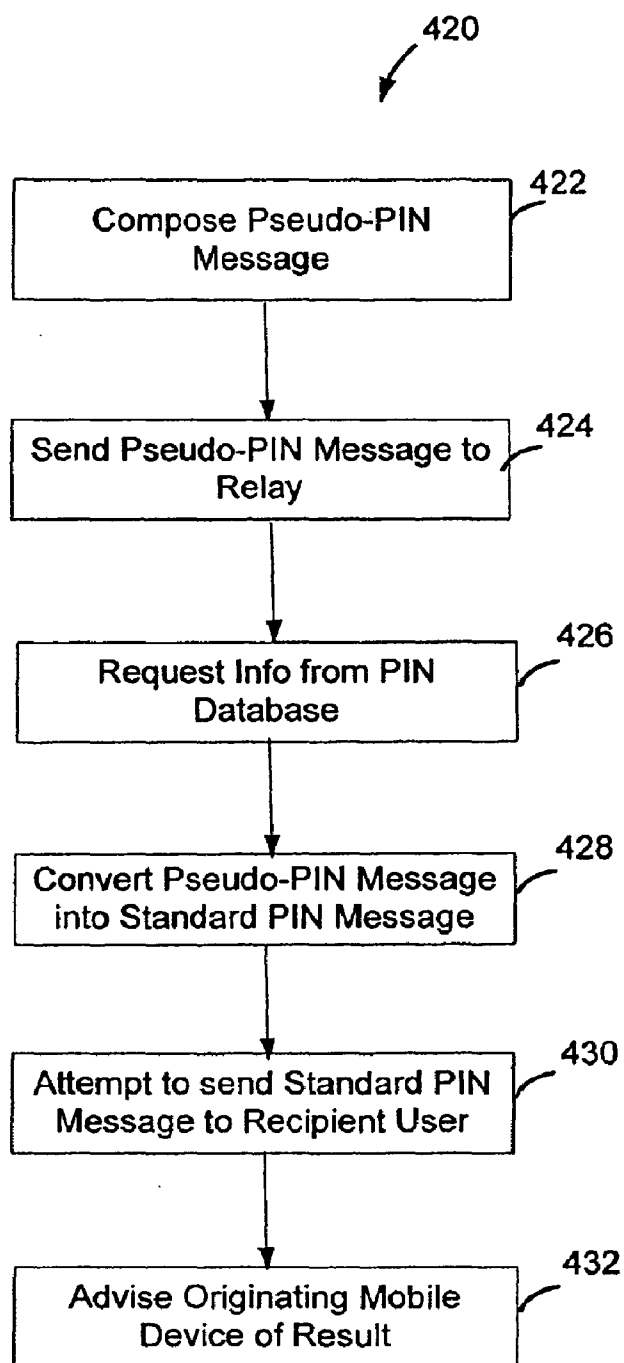 420
422
Compose Pseudo-PIN
Message
424
Send Pseudo-PIN Message to
Relay
426
Request Info from PIN
Database
428
Convert Pseudo-PIN Message
into Standard PIN Message
430
Attempt to send Standard PIN
Message to Recipient User
432
Advise Originating Mobile
Device of Result